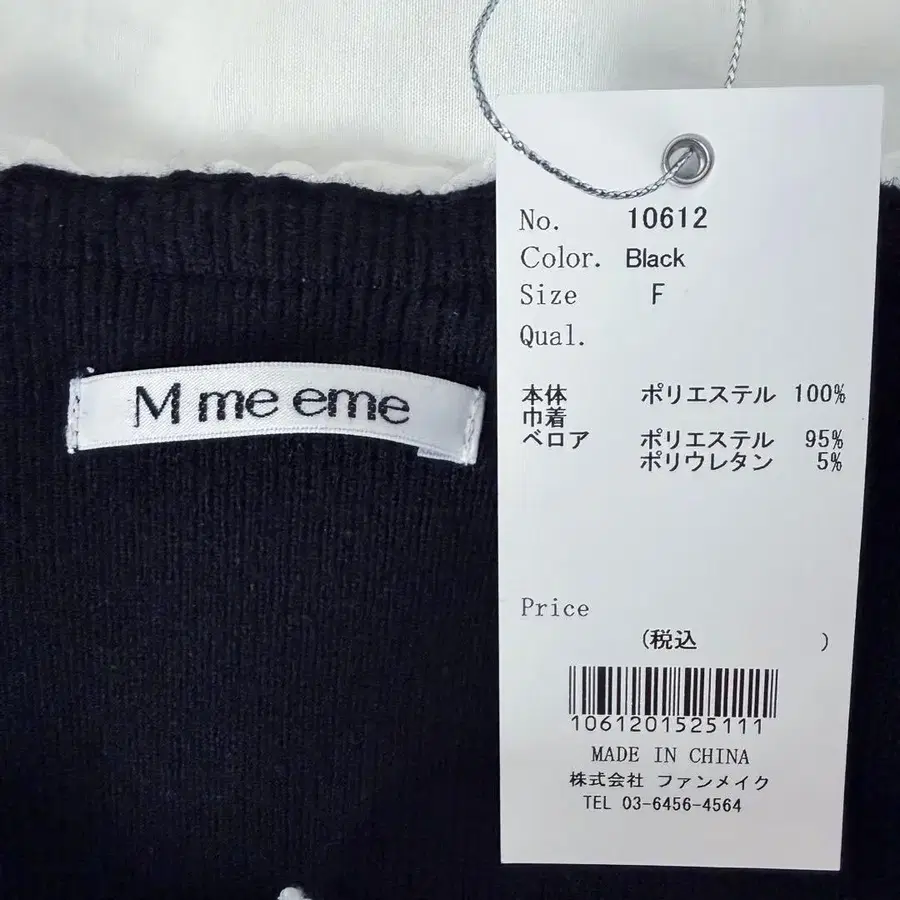 M me eme
No. 10612
Color. Black
Size F
Qual.
本体 ポリエステル 100%
巾着
ベロア ポリエステル 95%
ポリウレタン 5%
Price
(税込 )
1061201525111
MADE IN CHINA
株式会社 ファンメイク
TEL 03-6456-4564